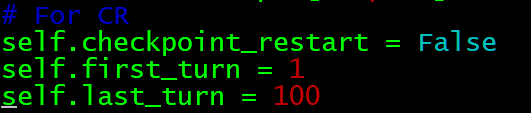 # For CR
self.checkpoint_restart = False
self.first_turn = 1
self.last_turn = 100